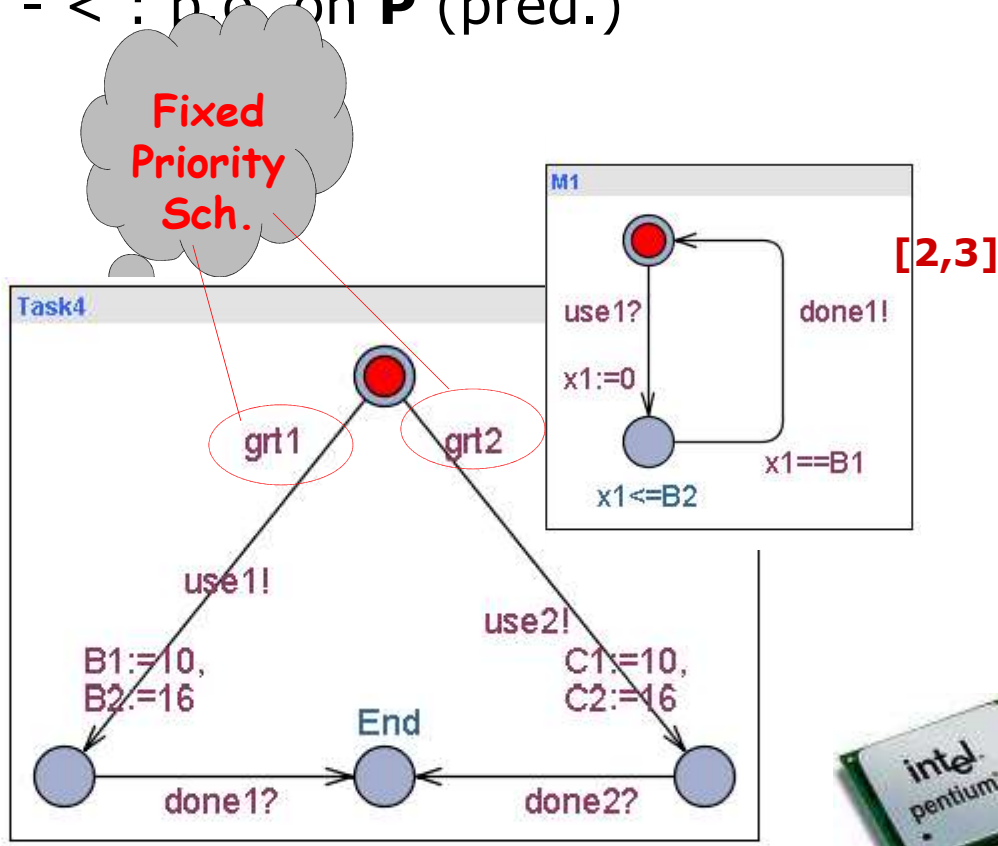 - < : p.o. on P (pred.)
Fixed
Priority
Sch.
M1
[2,3]
use1?
done1!
x1:=0
x1==B1
x1<=B2
Task4
grt1
grt2
use1!
use2!
B1:=10,
B2:=16
C1:=10,
C2:=16
End
done1?
done2?
intel.
pentium